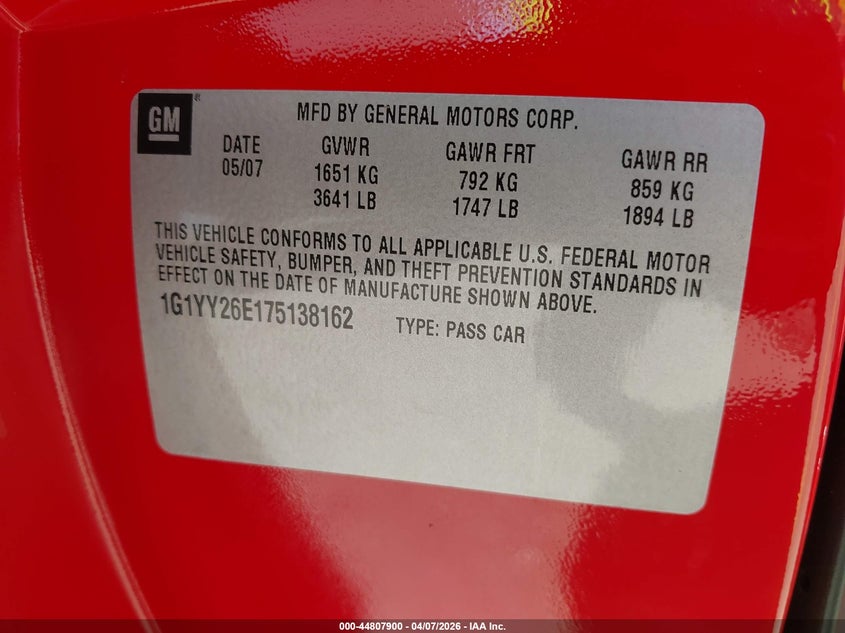 GM
MFD BY GENERAL MOTORS CORP.
DATE GVWR GAWR FRT GAWR RR
05/07 1651 KG 792 KG 859 KG
3641 LB 1747 LB 1894 LB
THIS VEHICLE CONFORMS TO ALL APPLICABLE U.S. FEDERAL MOTOR
VEHICLE SAFETY, BUMPER, AND THEFT PREVENTION STANDARDS IN
EFFECT ON THE DATE OF MANUFACTURE SHOWN ABOVE.
1G1YY26E175138162 TYPE: PASS CAR
000-44807900 - 04/07/2026 - IAA Inc.